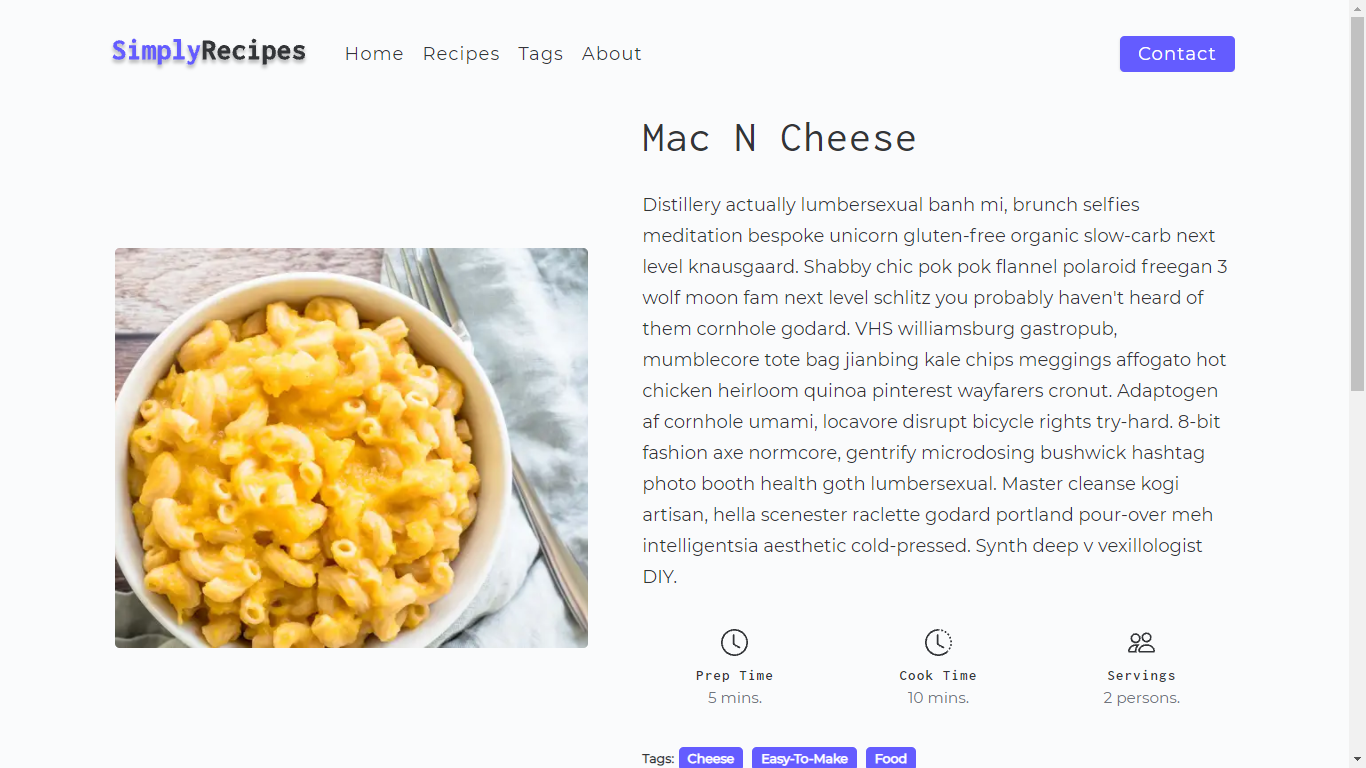 SimplyRecipes Home Recipes Tags About Contact
Mac N Cheese
Distillery actually lumbersexual banh mi, brunch selfies
meditation bespoke unicorn gluten-free organic slow-carb next
level knausgaard. Shabby chic pok pok flannel polaroid freegan 3
wolf moon fam next level schlitz you probably haven't heard of
them cornhole godard. VHS williamsburg gastropub,
mumblecore tote bag jianbing kale chips meggings affogato hot
chicken heirloom quinoa pinterest wayfarers cronut. Adaptogen
af cornhole umami, locavore disrupt bicycle rights try-hard. 8-bit
fashion axe normcore, gentrify microdosing bushwick hashtag
photo booth health goth lumbersexual. Master cleanse kogi
artisan, hella scenester raclette godard portland pour-over meh
intelligentsia aesthetic cold-pressed. Synth deep v vexillologist
DIY.
Prep Time Cook Time Servings
5 mins. 10 mins. 2 persons.
Tags: Cheese Easy-To-Make Food